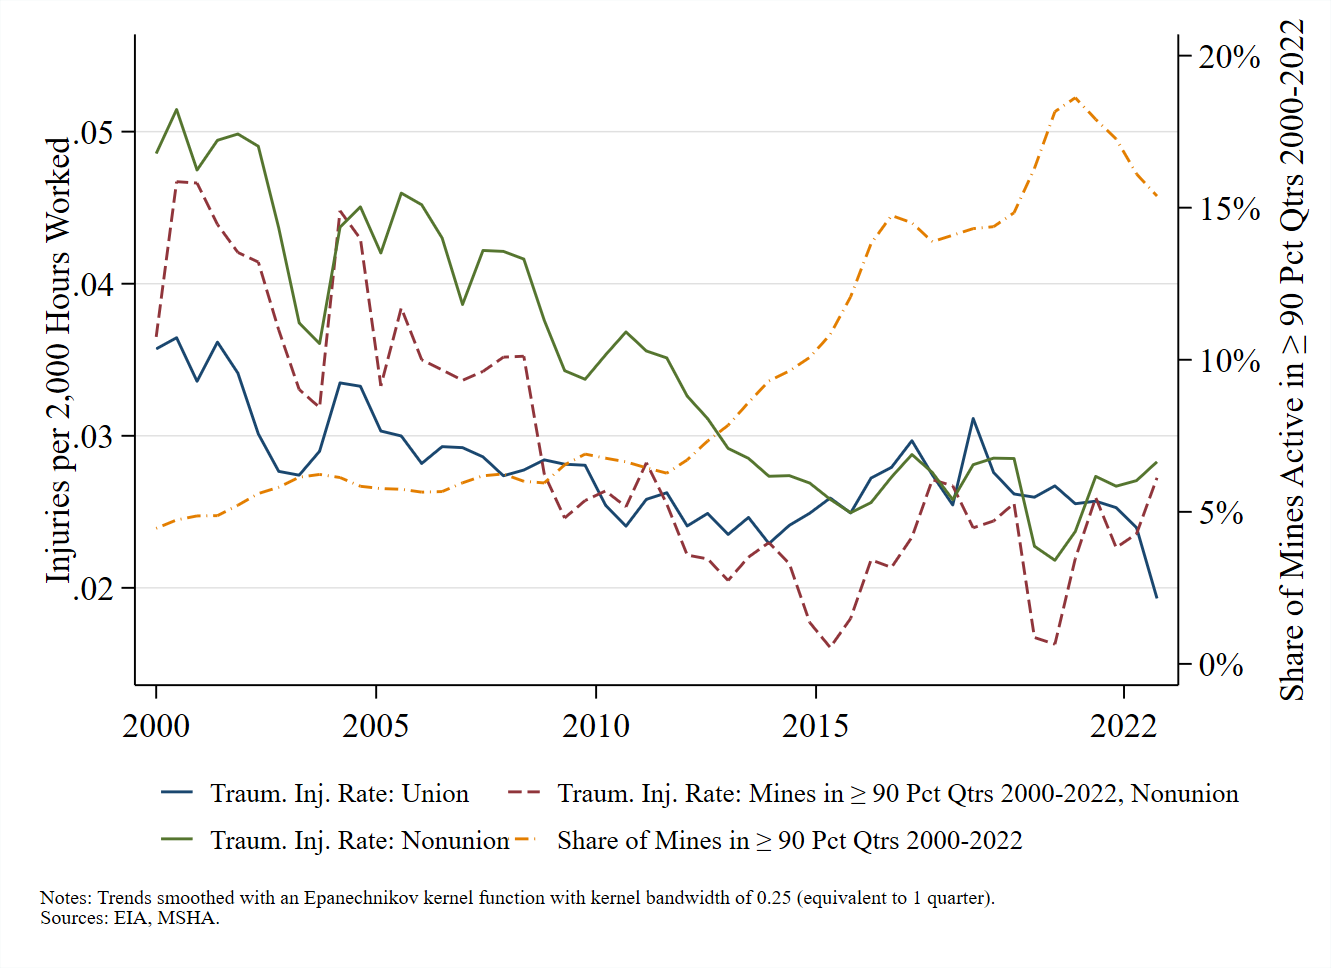 Injuries per 2,000 Hours Worked
.05
.04
.03
.02
20%
15%
10%
5%
0%
Share of Mines Active in ≥ 90 Pct Qtrs 2000-2022
2000 2005 2010 2015 2022
Traum. Inj. Rate: Union Traum. Inj. Rate: Mines in ≥ 90 Pct Qtrs 2000-2022, Nonunion
Traum. Inj. Rate: Nonunion Share of Mines in ≥ 90 Pct Qtrs 2000-2022
Notes: Trends smoothed with an Epanechnikov kernel function with kernel bandwidth of 0.25 (equivalent to 1 quarter).
Sources: EIA, MSHA.